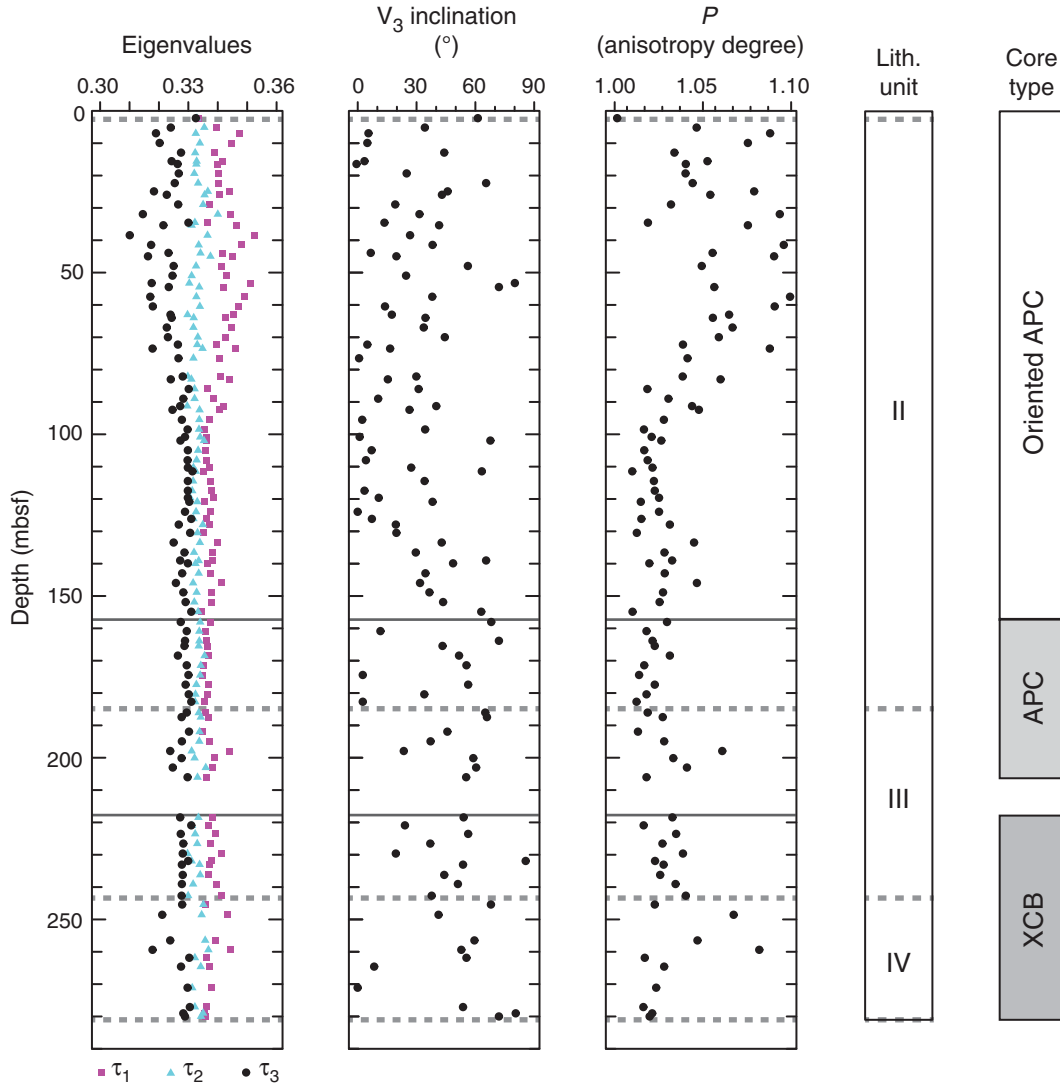 Eigenvalues
V3 inclination
(°)
P
(anisotropy degree)
Lith.
unit
Core
type
0.30 0.33 0.36
0 30 60 90
1.00 1.05 1.10
0
50
100
150
200
250
Depth (mbsf)
II
III
IV
Oriented APC
APC
XCB
τ1 τ2 τ3